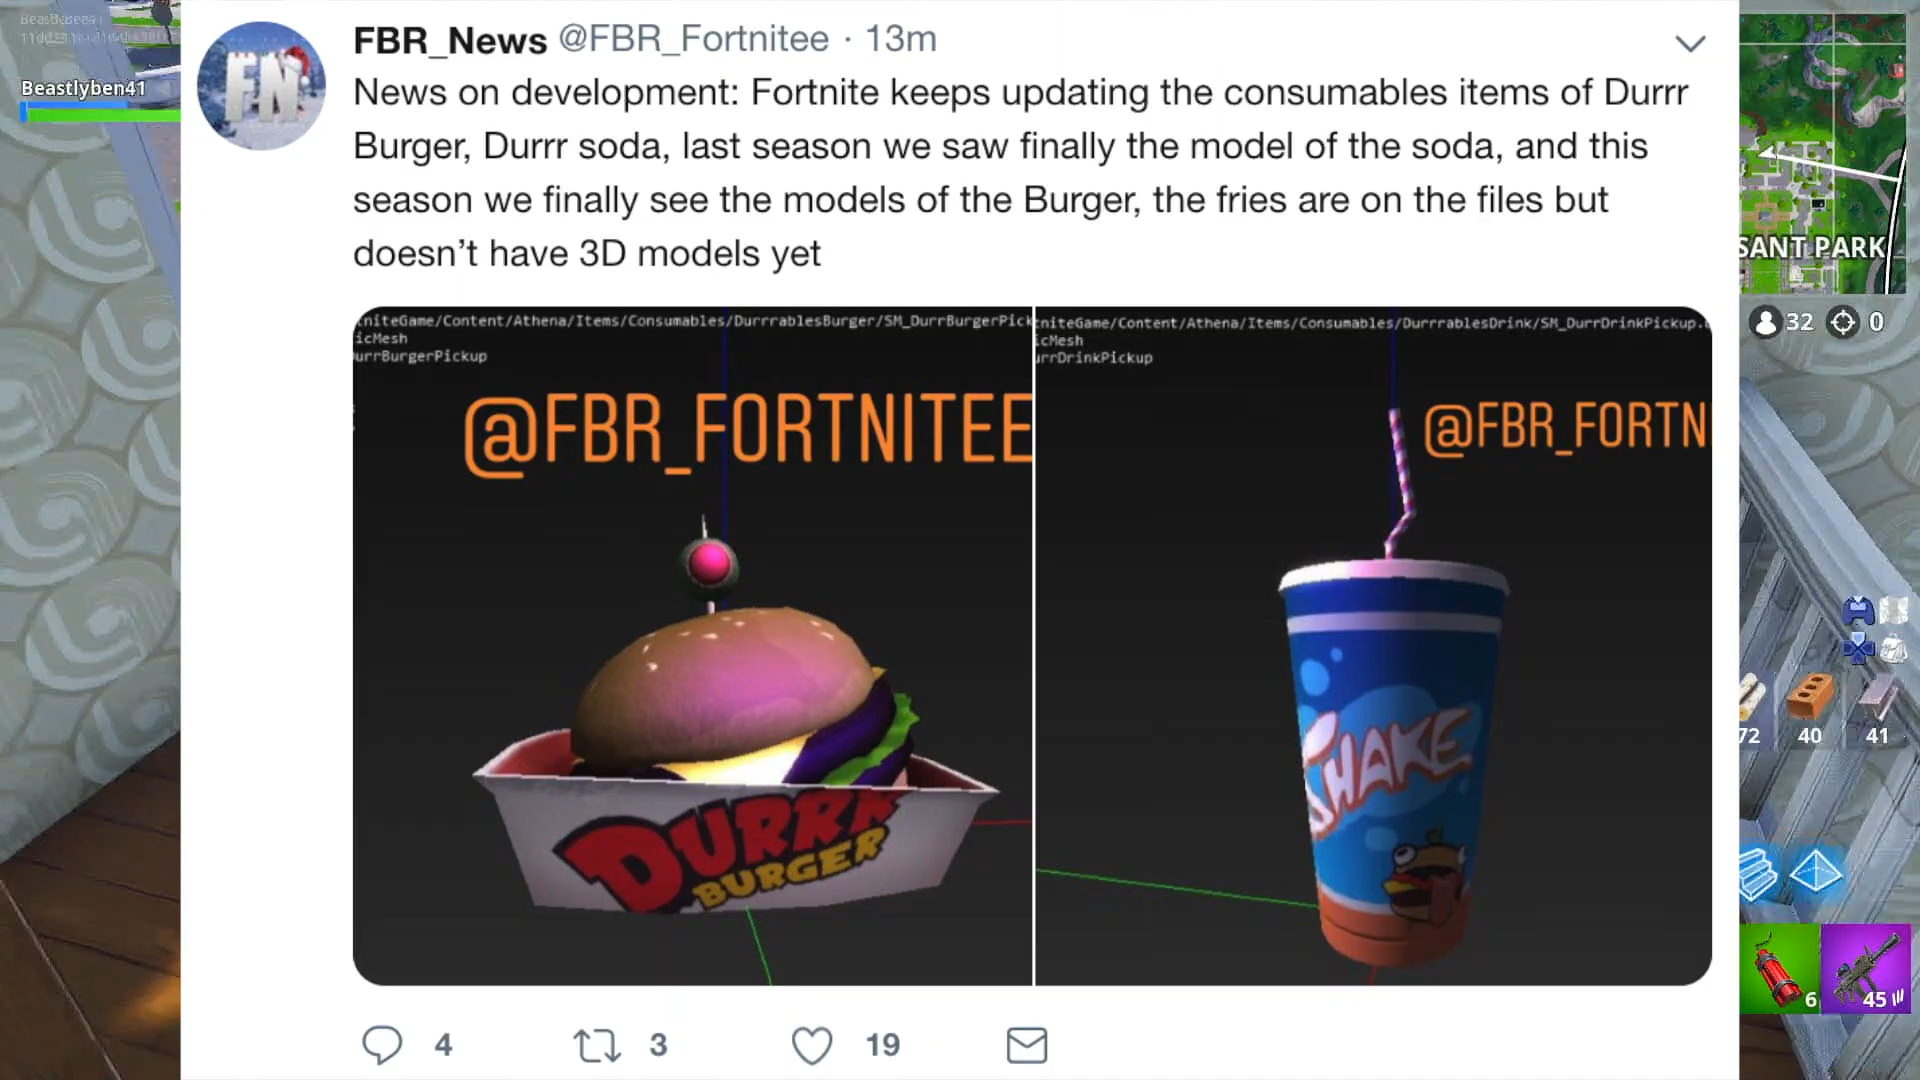 Beastlyben41
FBR_News @FBR_Fortnitee · 13m
News on development: Fortnite keeps updating the consumables items of Durrr
Burger, Durrr soda, last season we saw finally the model of the soda, and this
season we finally see the models of the Burger, the fries are on the files but
doesn't have 3D models yet
FN
niteGame/Content/Athena/Items/Consumables/DurrrablesBurger/SM_DurrBurgerPick
icMesh
urrBurgerPickup
@FBR_FORTNITEE
DURRR
BURGER
niteGame/Content/Athena/Items/Consumables/DurrrablesDrink/SM_DurrDrinkPickup.
icMesh
urrDrinkPickup
@FBR_FORTN
SHAKE
4
3
19
SANT PARK
32
0
72
40
41
6
45